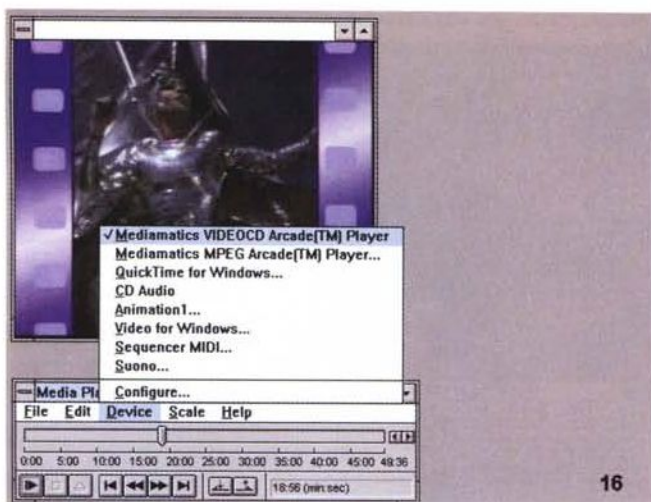 ✓ Mediamatics VIDEOCD Arcade(TM) Player
Mediamatics MPEG Arcade(TM) Player...
QuickTime for Windows...
CD Audio
Animation1...
Video for Windows...
Sequencer MIDI...
Suono...
Configure...
Media Pla
File Edit Device Scale Help
0:00 5:00 10:00 15:00 20:00 25:00 30:00 35:00 40:00 45:00 49:36
18:56 (min:sec)
16